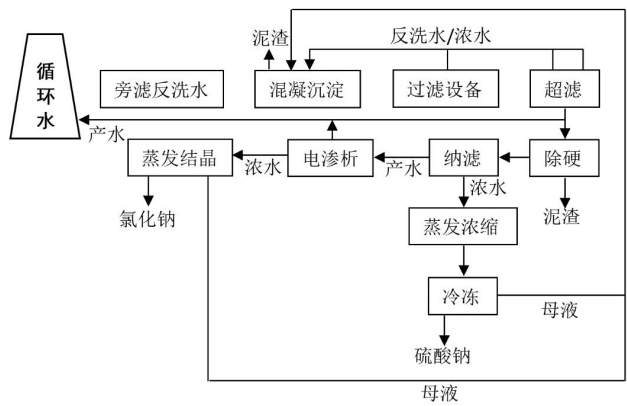 泥渣
反洗水/浓水
循环水
旁滤反洗水
混凝沉淀
过滤设备
超滤
产水
蒸发结晶
浓水
电渗析
产水
纳滤
除硬
浓水
氯化钠
泥渣
蒸发浓缩
冷冻
母液
硫酸钠
母液